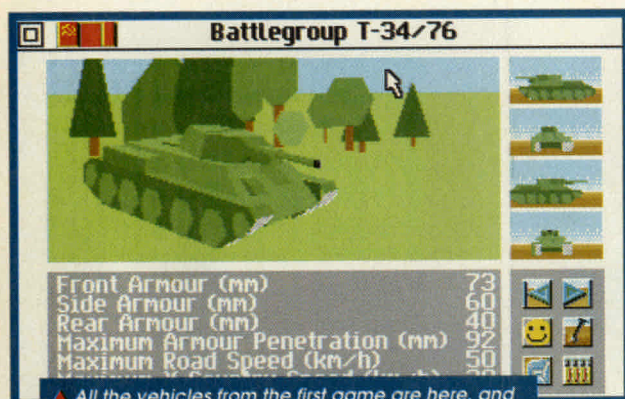 Battlegroup T-34/76
Front Armour (mm) 73
Side Armour (mm) 60
Rear Armour (mm) 40
Maximum Armour Penetration (mm) 92
Maximum Road Speed (km/h) 50
All the vehicles from the first game are here, and